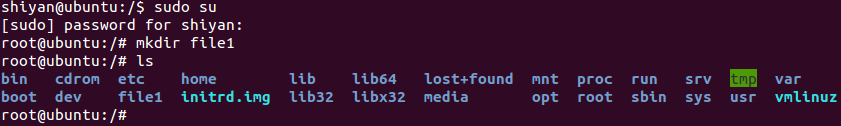 shiyan@ubuntu:/$ sudo su
[sudo] password for shiyan:
root@ubuntu:/# mkdir file1
root@ubuntu:/# ls
bin cdrom etc home lib lib64 lost+found mnt proc run srv tmp var
boot dev file1 initrd.img lib32 libx32 media opt root sbin sys usr vmlinuz
root@ubuntu:/#